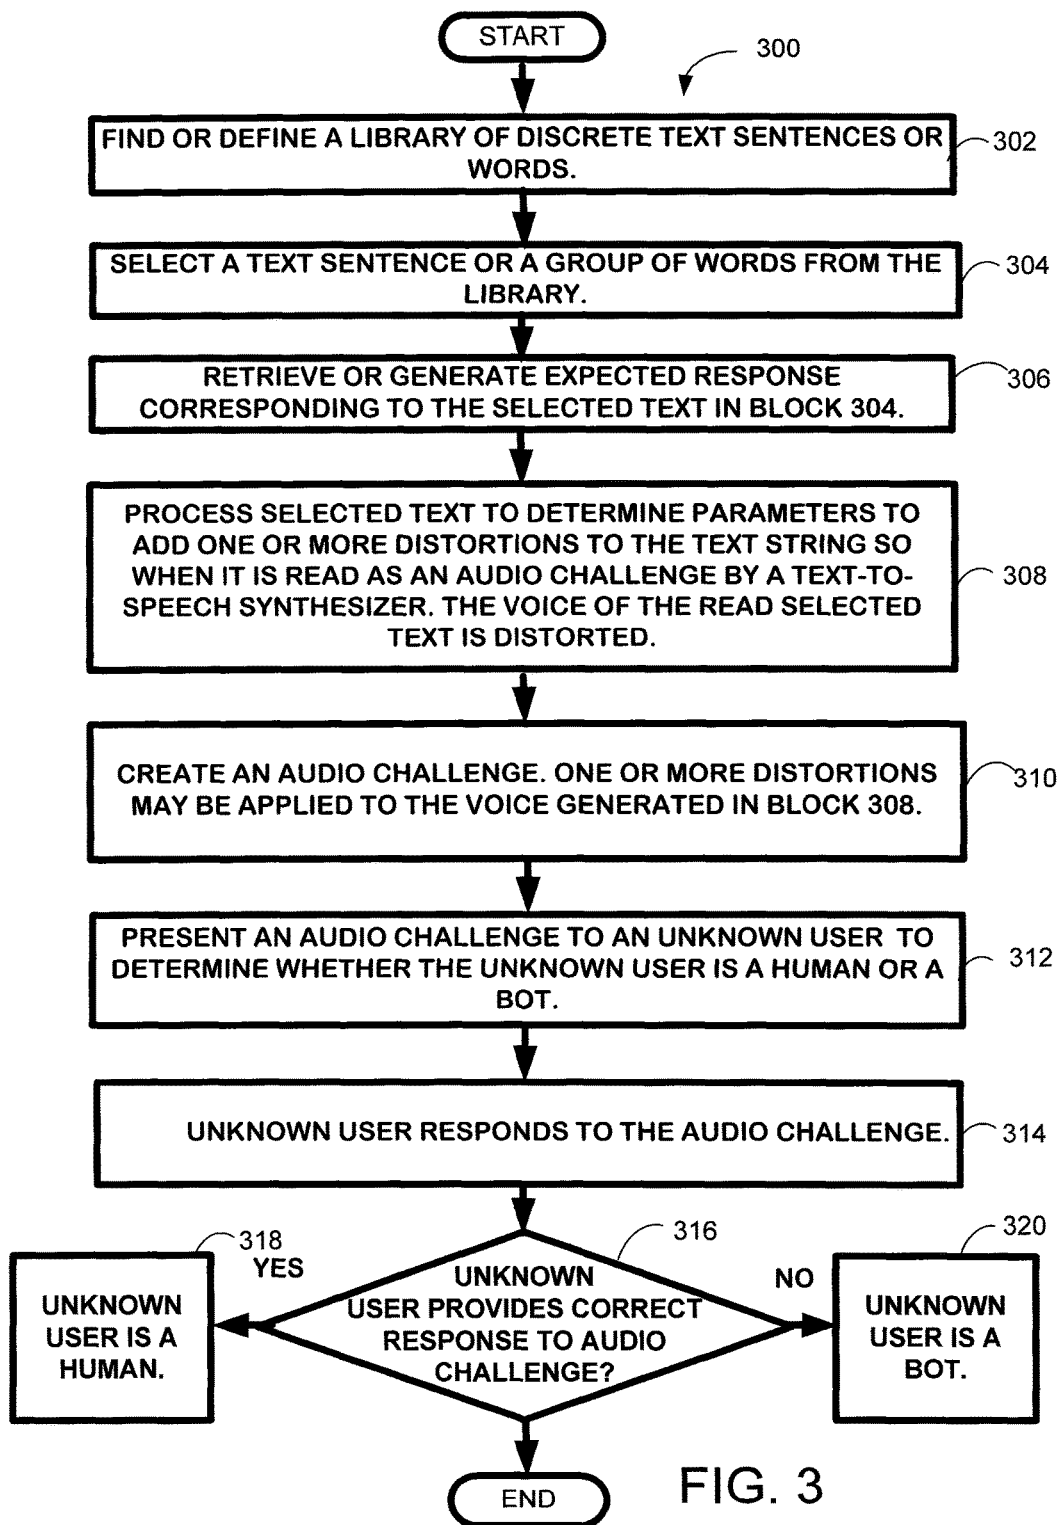 START
300
FIND OR DEFINE A LIBRARY OF DISCRETE TEXT SENTENCES OR
WORDS.
302
SELECT A TEXT SENTENCE OR A GROUP OF WORDS FROM THE
LIBRARY.
304
RETRIEVE OR GENERATE EXPECTED RESPONSE
CORRESPONDING TO THE SELECTED TEXT IN BLOCK 304.
306
PROCESS SELECTED TEXT TO DETERMINE PARAMETERS TO
ADD ONE OR MORE DISTORTIONS TO THE TEXT STRING SO
WHEN IT IS READ AS AN AUDIO CHALLENGE BY A TEXT-TO-
SPEECH SYNTHESIZER. THE VOICE OF THE READ SELECTED
TEXT IS DISTORTED.
308
CREATE AN AUDIO CHALLENGE. ONE OR MORE DISTORTIONS
MAY BE APPLIED TO THE VOICE GENERATED IN BLOCK 308.
310
PRESENT AN AUDIO CHALLENGE TO AN UNKNOWN USER TO
DETERMINE WHETHER THE UNKNOWN USER IS A HUMAN OR A
BOT.
312
UNKNOWN USER RESPONDS TO THE AUDIO CHALLENGE.
314
316
UNKNOWN
USER PROVIDES CORRECT
RESPONSE TO AUDIO
CHALLENGE?
YES
318
UNKNOWN
USER IS A
HUMAN.
NO
320
UNKNOWN
USER IS A
BOT.
END
FIG. 3